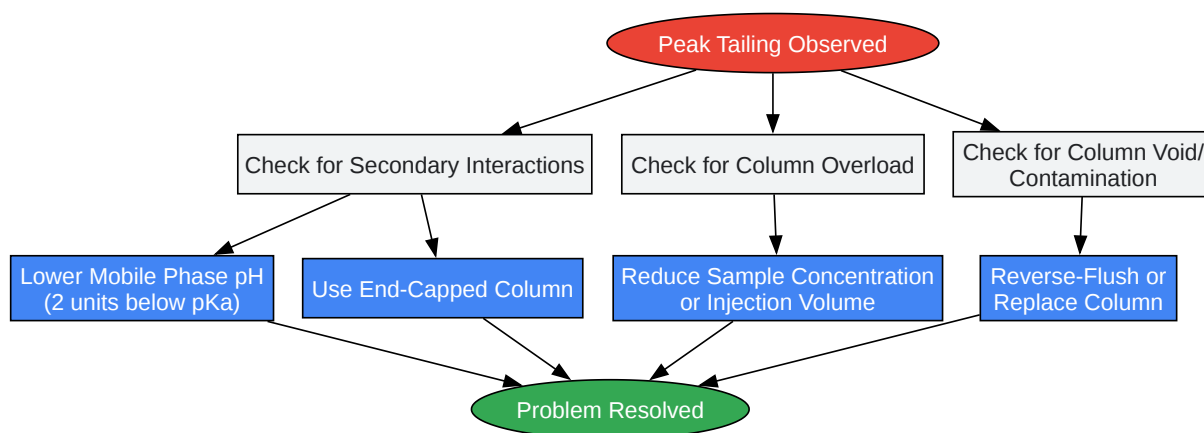 Peak Tailing Observed
Check for Secondary Interactions
Check for Column Overload
Check for Column Void/
Contamination
Lower Mobile Phase pH
(2 units below pKa)
Use End-Capped Column
Reduce Sample Concentration
or Injection Volume
Reverse-Flush or
Replace Column
Problem Resolved